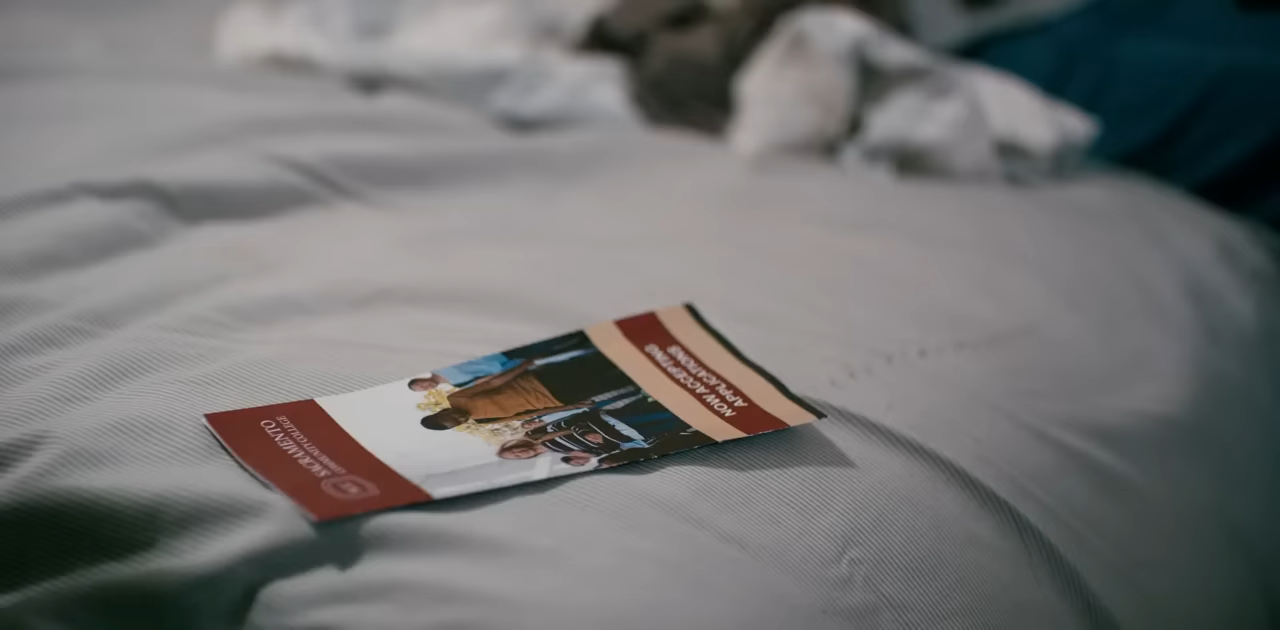 SACRAMENTO
COMMUNITY COLLEGE
NOW ACCEPTING
APPLICATIONS